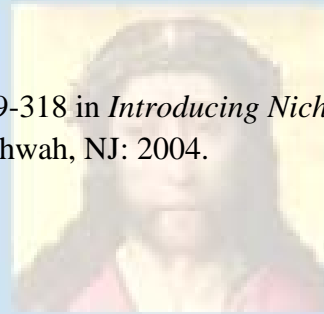 9-318 in Introducing Nich
hwah, NJ: 2004.